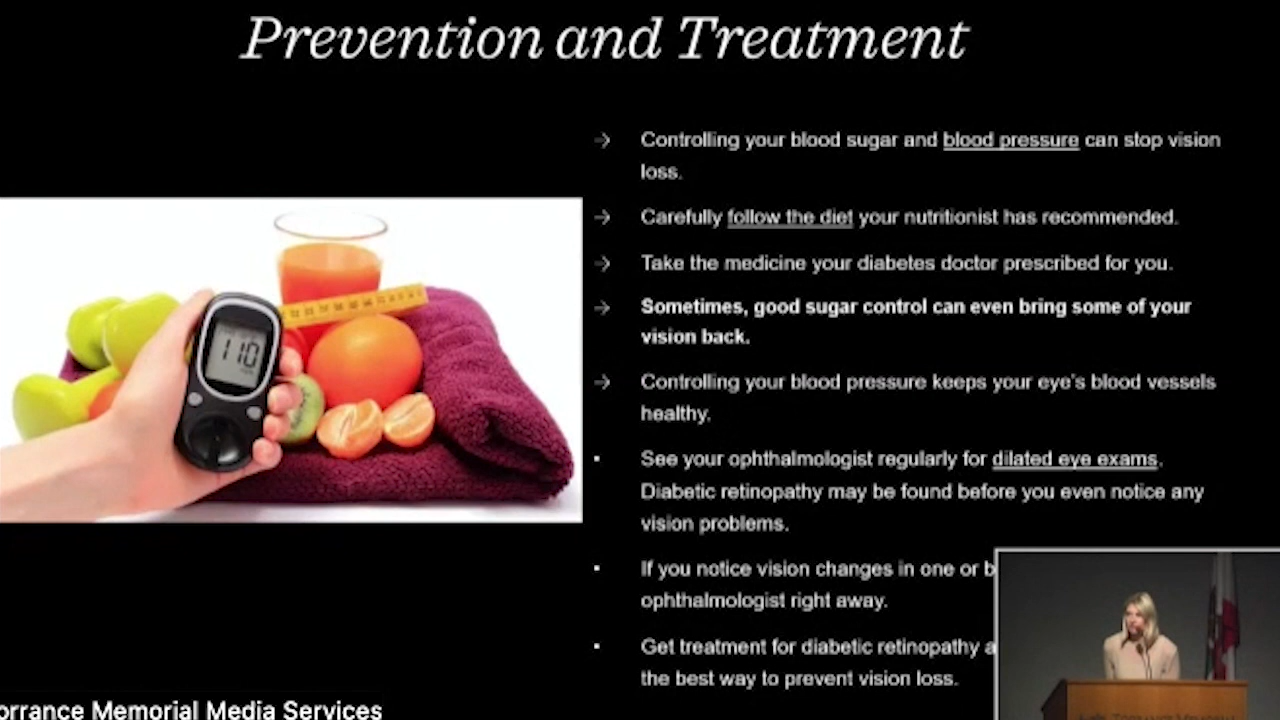 Prevention and Treatment
Controlling your blood sugar and blood pressure can stop vision
loss.
Carefully follow the diet your nutritionist has recommended.
Take the medicine your diabetes doctor prescribed for you.
Sometimes, good sugar control can even bring some of your
vision back.
Controlling your blood pressure keeps your eye's blood vessels
healthy.
See your ophthalmologist regularly for dilated eye exams.
Diabetic retinopathy may be found before you even notice any
vision problems.
If you notice vision changes in one or b
ophthalmologist right away.
Get treatment for diabetic retinopathy a
the best way to prevent vision loss.
110
orrance Memorial Media Services